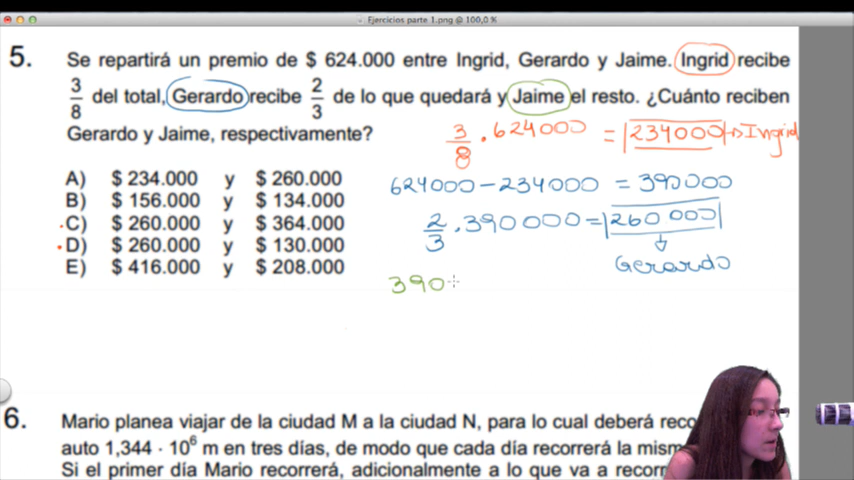 Ejercicios parte 1.png @ 100,0 %
5. Se repartirá un premio de $ 624.000 entre Ingrid, Gerardo y Jaime. Ingrid recibe
3/8 del total, Gerardo recibe 2/3 de lo que quedará y Jaime el resto. ¿Cuánto reciben
Gerardo y Jaime, respectivamente?
3/8 . 624000 = 234000 → Ingrid
A) $ 234.000 y $ 260.000
624000 - 234000 = 390000
B) $ 156.000 y $ 134.000
C) $ 260.000 y $ 364.000
2/3 . 390000 = 260000
D) $ 260.000 y $ 130.000
Gerardo
E) $ 416.000 y $ 208.000
390
6. Mario planea viajar de la ciudad M a la ciudad N, para lo cual deberá
auto 1,344 · 10⁶ m en tres días, de modo que cada día recorrerá la
Si el primer día Mario recorrerá, adicionalmente a lo que va a